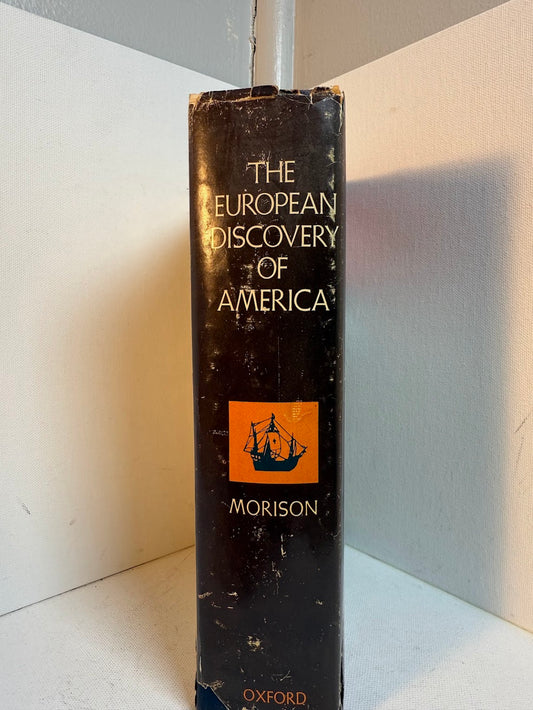 THE
EUROPEAN
DISCOVERY
OF
AMERICA
MORISON
OXFORD